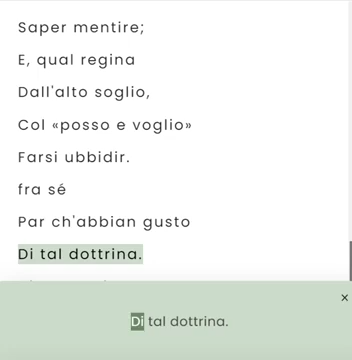 Saper mentire;
E, qual regina
Dall'alto soglio,
Col «posso e voglio»
Farsi ubbidir.
fra sé
Par ch'abbian gusto
Di tal dottrina.
×
Di tal dottrina.